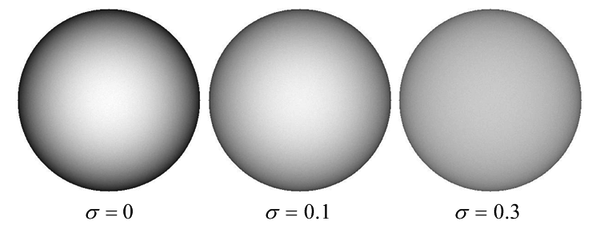 σ = 0
σ = 0.1
σ = 0.3